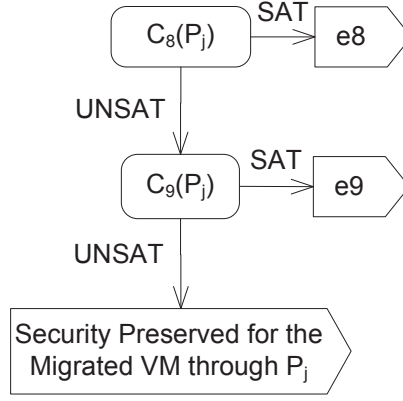 C₈(Pⱼ) SAT e8
UNSAT
C₉(Pⱼ) SAT e9
UNSAT
Security Preserved for the
Migrated VM through Pⱼ